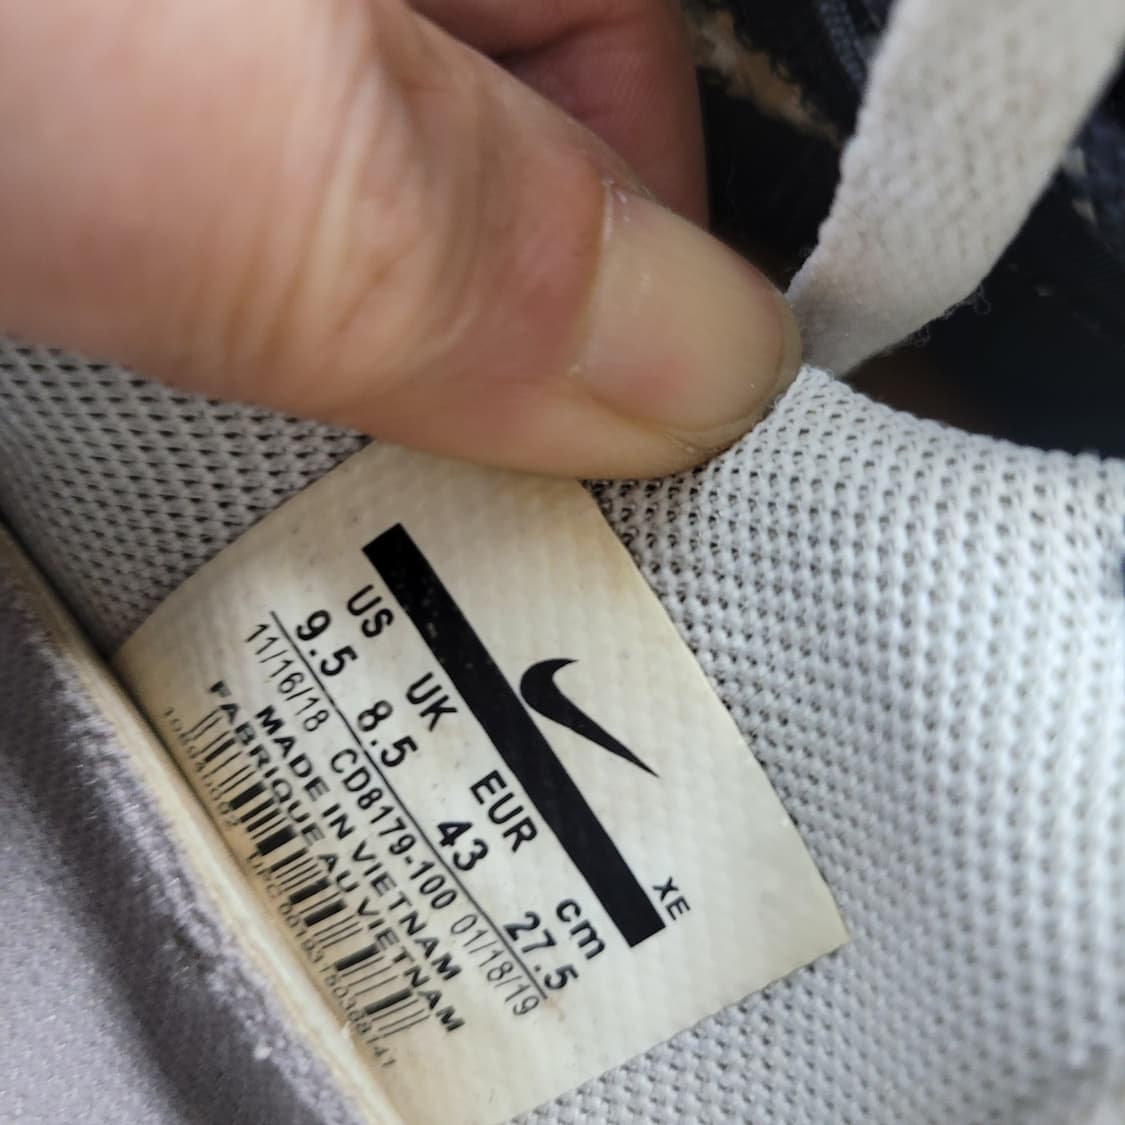 XE
US UK EUR cm
9.5 8.5 43 27.5
11/16/18 CD8179-100 01/18/19
MADE IN VIETNAM
FABRIQUE AU VIETNAM